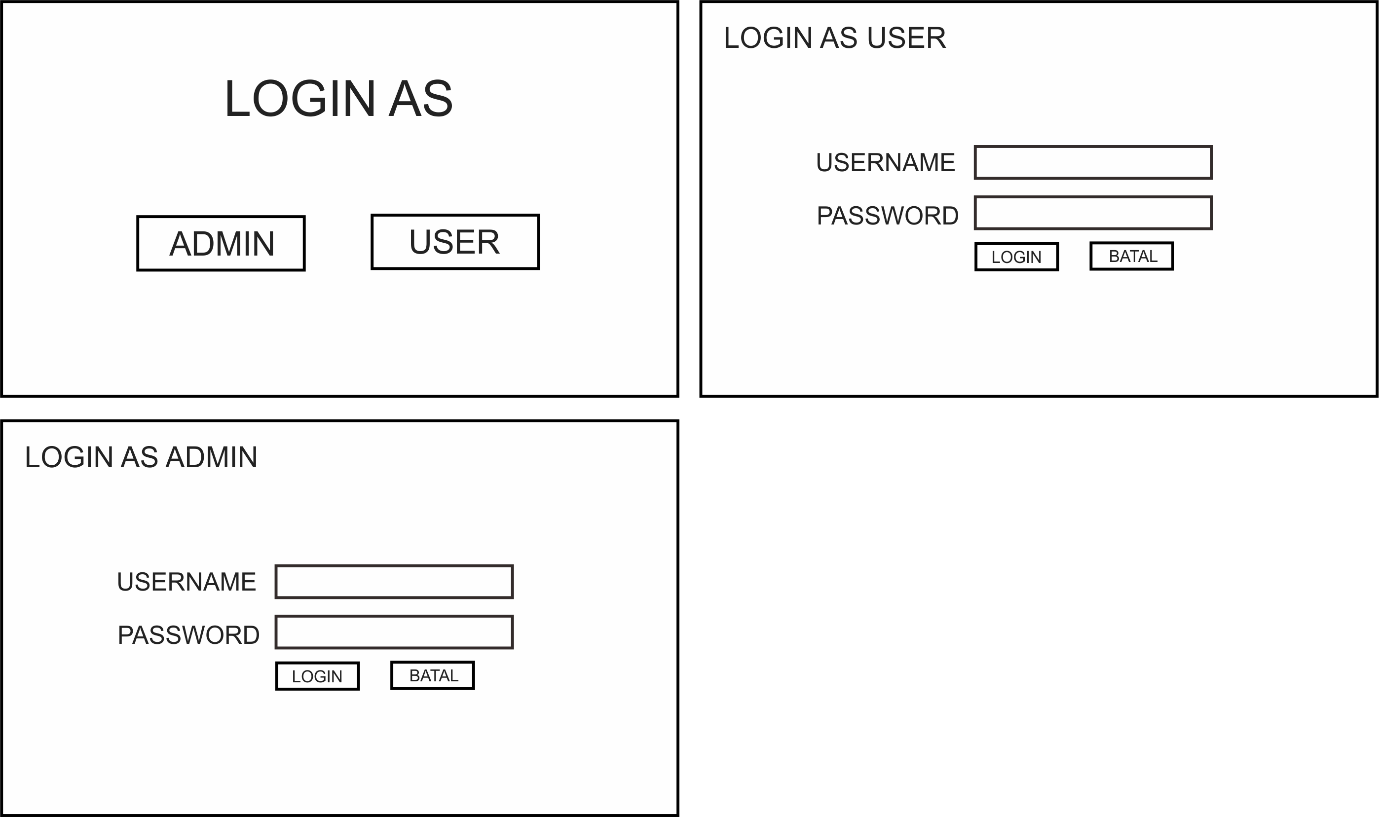 LOGIN AS
ADMIN USER
LOGIN AS USER
USERNAME
PASSWORD
LOGIN BATAL
LOGIN AS ADMIN
USERNAME
PASSWORD
LOGIN BATAL